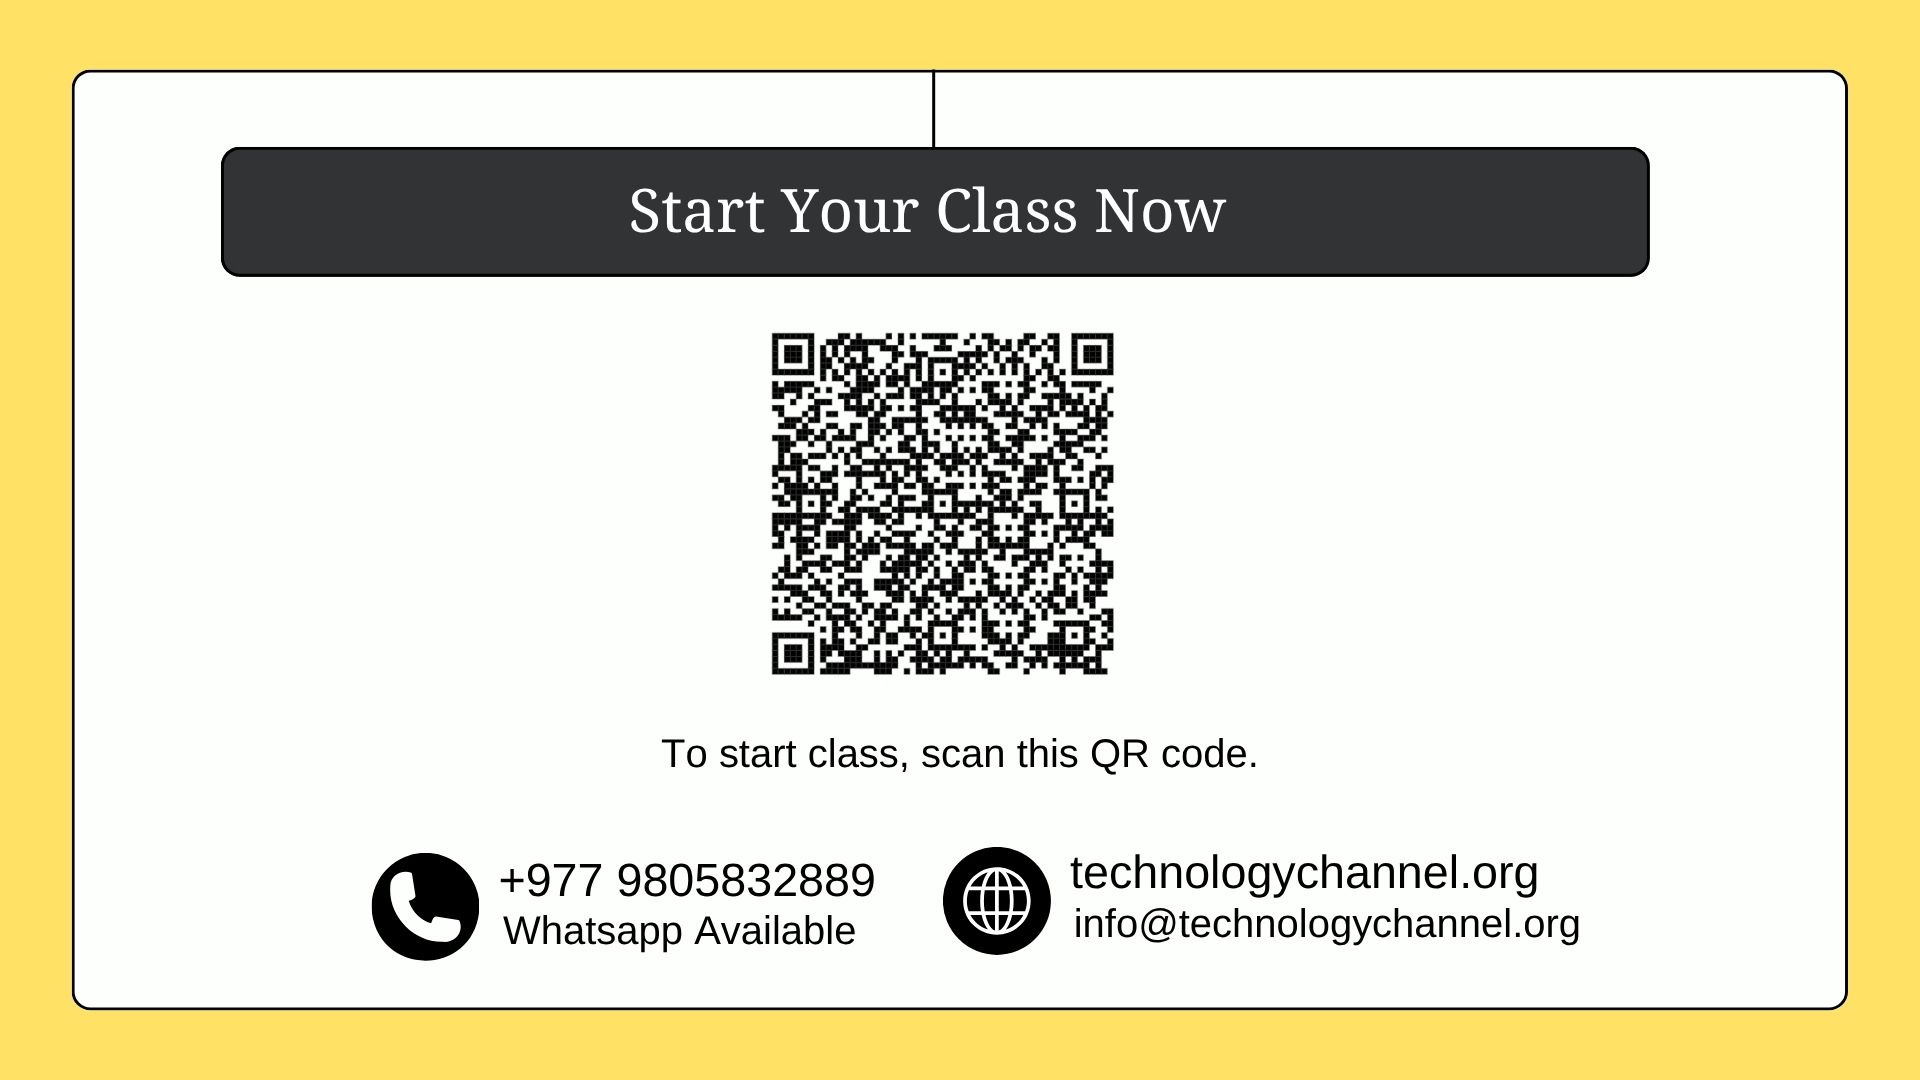 Start Your Class Now
To start class, scan this QR code.
+977 9805832889
Whatsapp Available
technologychannel.org
info@technologychannel.org